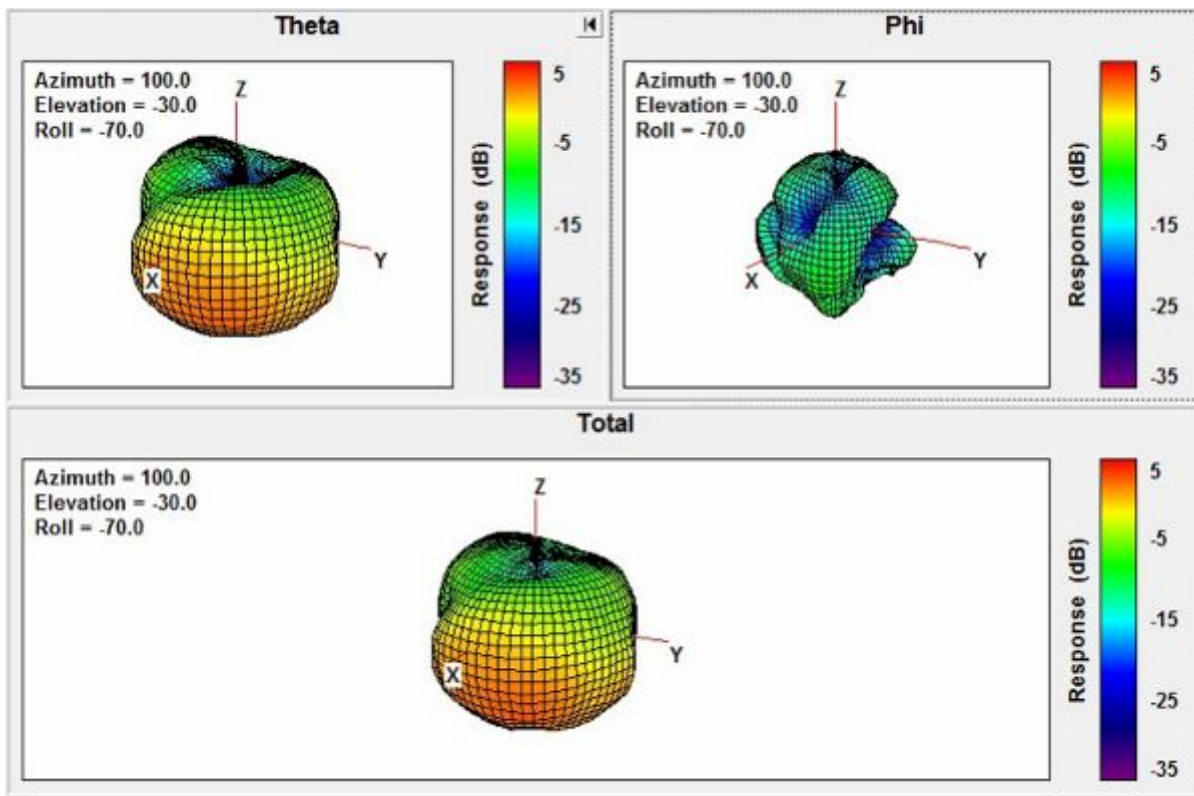 Theta
Azimuth = 100.0
Elevation = -30.0
Roll = -70.0
Z
Y
X
Response (dB)
5
-5
-15
-25
-35
Phi
Azimuth = 100.0
Elevation = -30.0
Roll = -70.0
Z
Y
X
Response (dB)
5
-5
-15
-25
-35
Total
Azimuth = 100.0
Elevation = -30.0
Roll = -70.0
Z
Y
X
Response (dB)
5
-5
-15
-25
-35